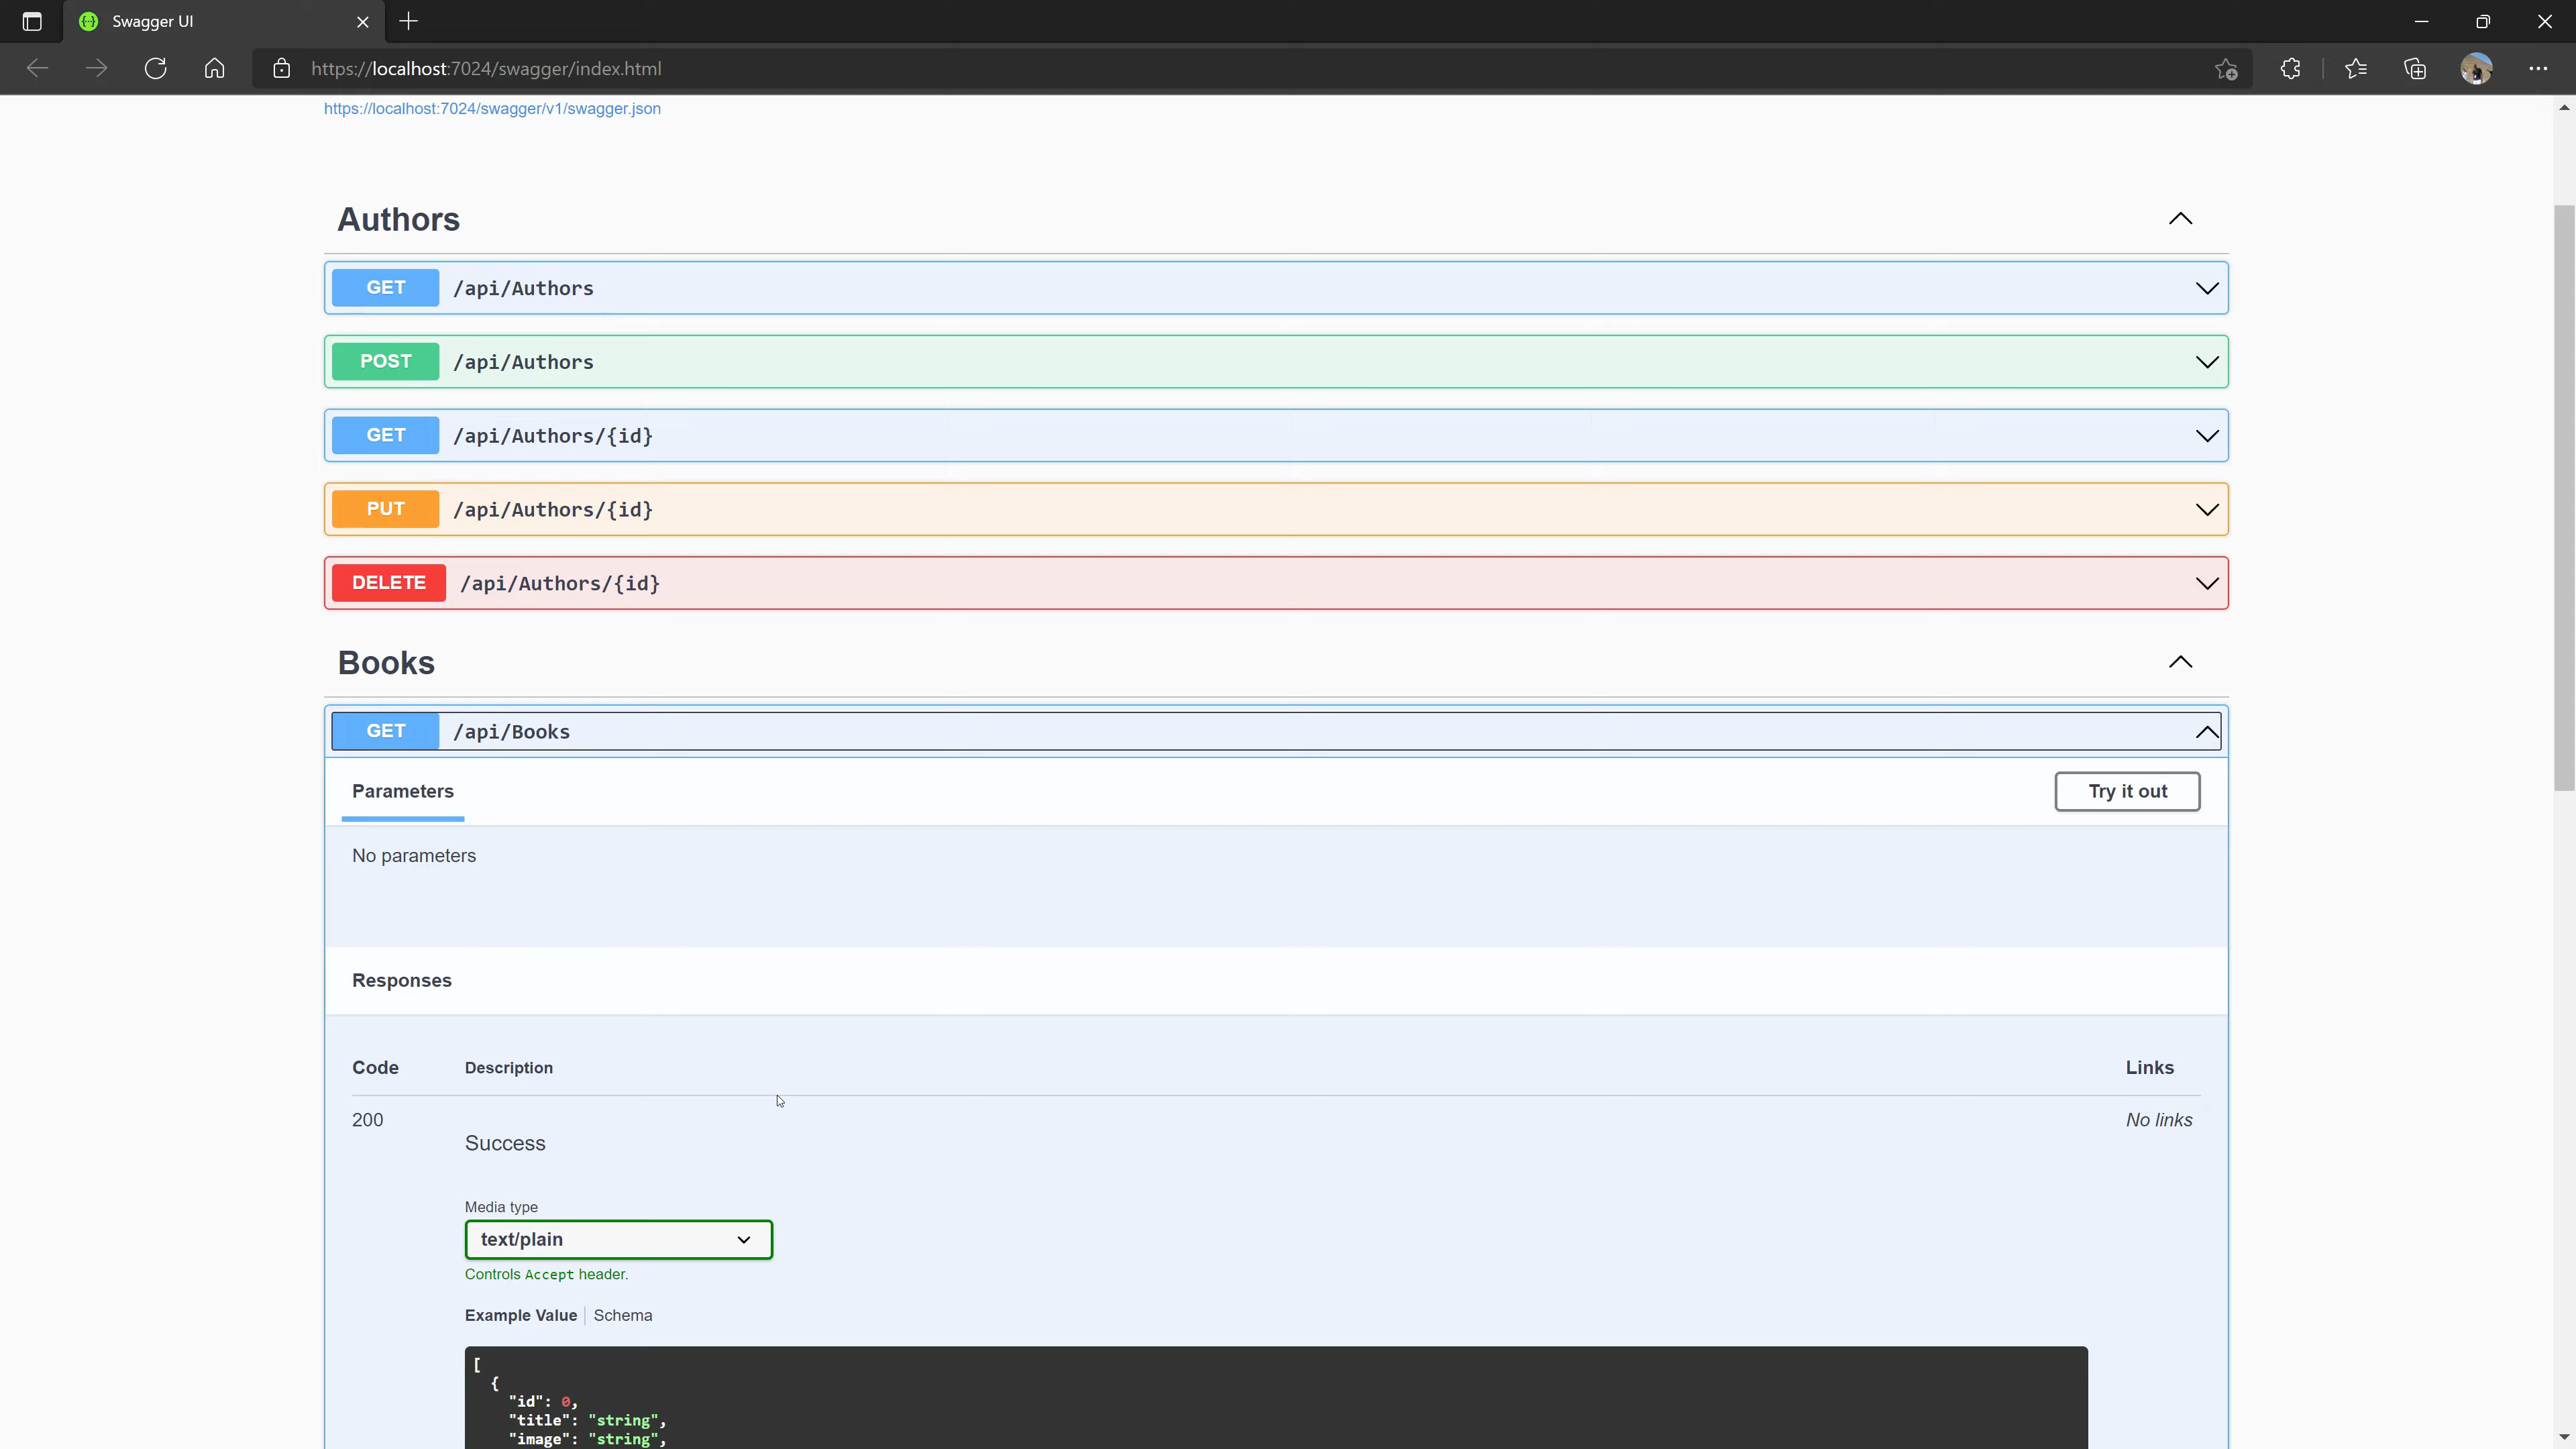 Swagger UI
https://localhost:7024/swagger/index.html
https://localhost:7024/swagger/v1/swagger.json
Authors
GET /api/Authors
POST /api/Authors
GET /api/Authors/{id}
PUT /api/Authors/{id}
DELETE /api/Authors/{id}
Books
GET /api/Books
Parameters Try it out
No parameters
Responses
Code Description Links
200 No links
Success
Media type
text/plain
Controls Accept header.
Example Value Schema
[
{
"id": 0,
"title": "string",
"image": "string",